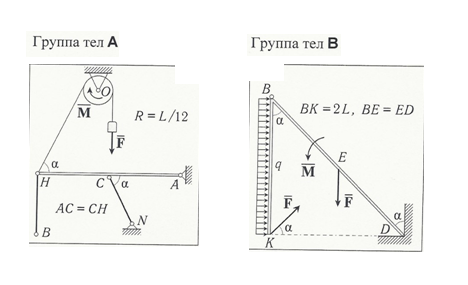 Группа тел A
Группа тел B
O
M̅
R = L/12
F̅
α
H
C
α
A
AC = CH
N
B
B
BK = 2L, BE = ED
α
M̅
q
E
F̅
F̅
α
D
α
K